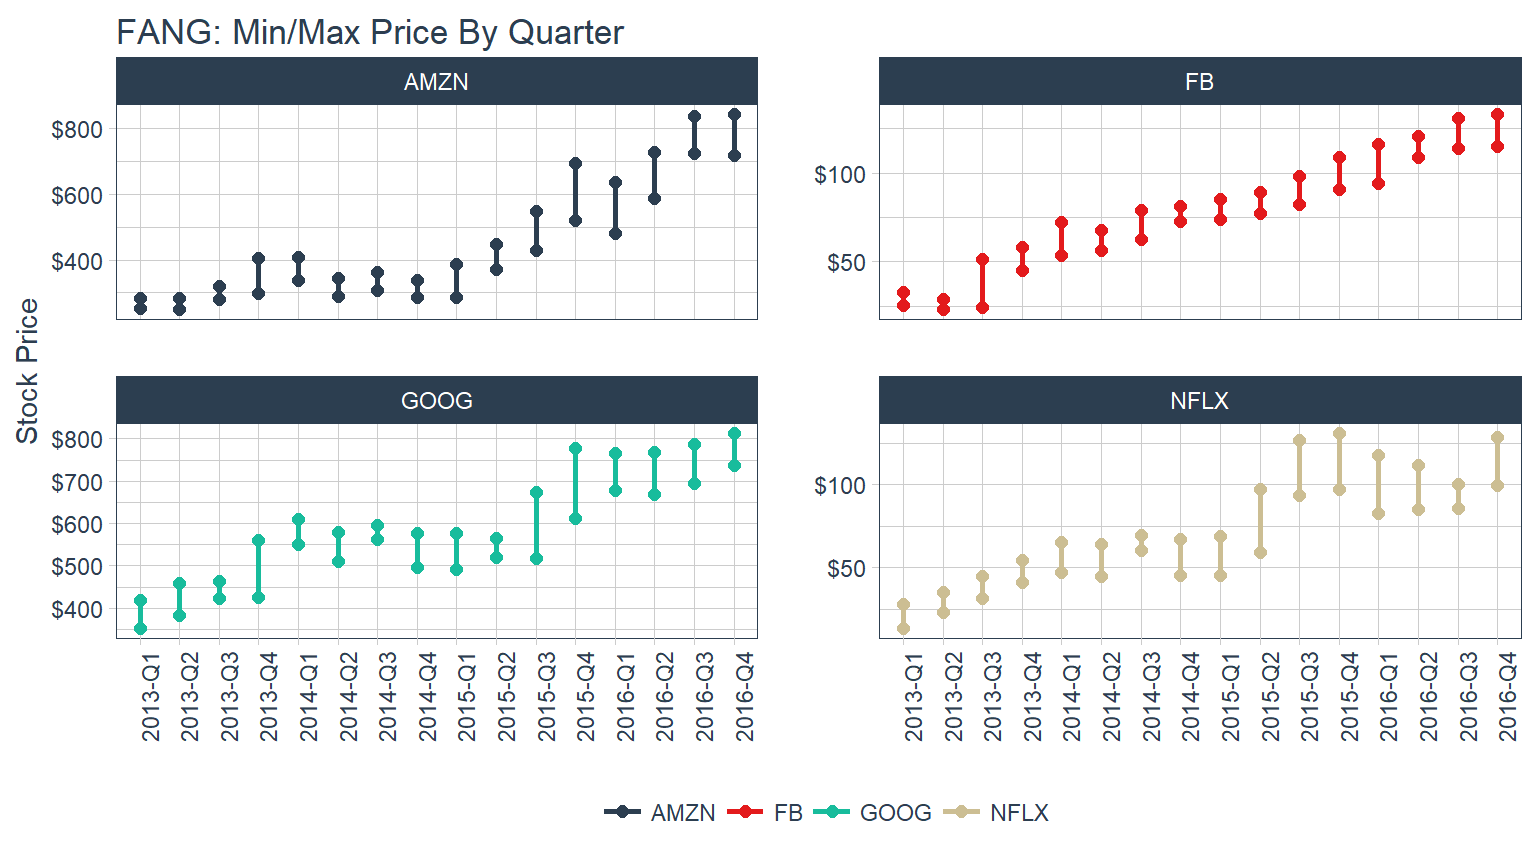 FANG: Min/Max Price By Quarter
AMZN
FB
$800
$600
$400
$100
$50
Stock Price
GOOG
NFLX
$800
$700
$600
$500
$400
$100
$50
2013-Q1
2013-Q2
2013-Q3
2013-Q4
2014-Q1
2014-Q2
2014-Q3
2014-Q4
2015-Q1
2015-Q2
2015-Q3
2015-Q4
2016-Q1
2016-Q2
2016-Q3
2016-Q4
2013-Q1
2013-Q2
2013-Q3
2013-Q4
2014-Q1
2014-Q2
2014-Q3
2014-Q4
2015-Q1
2015-Q2
2015-Q3
2015-Q4
2016-Q1
2016-Q2
2016-Q3
2016-Q4
AMZN FB GOOG NFLX